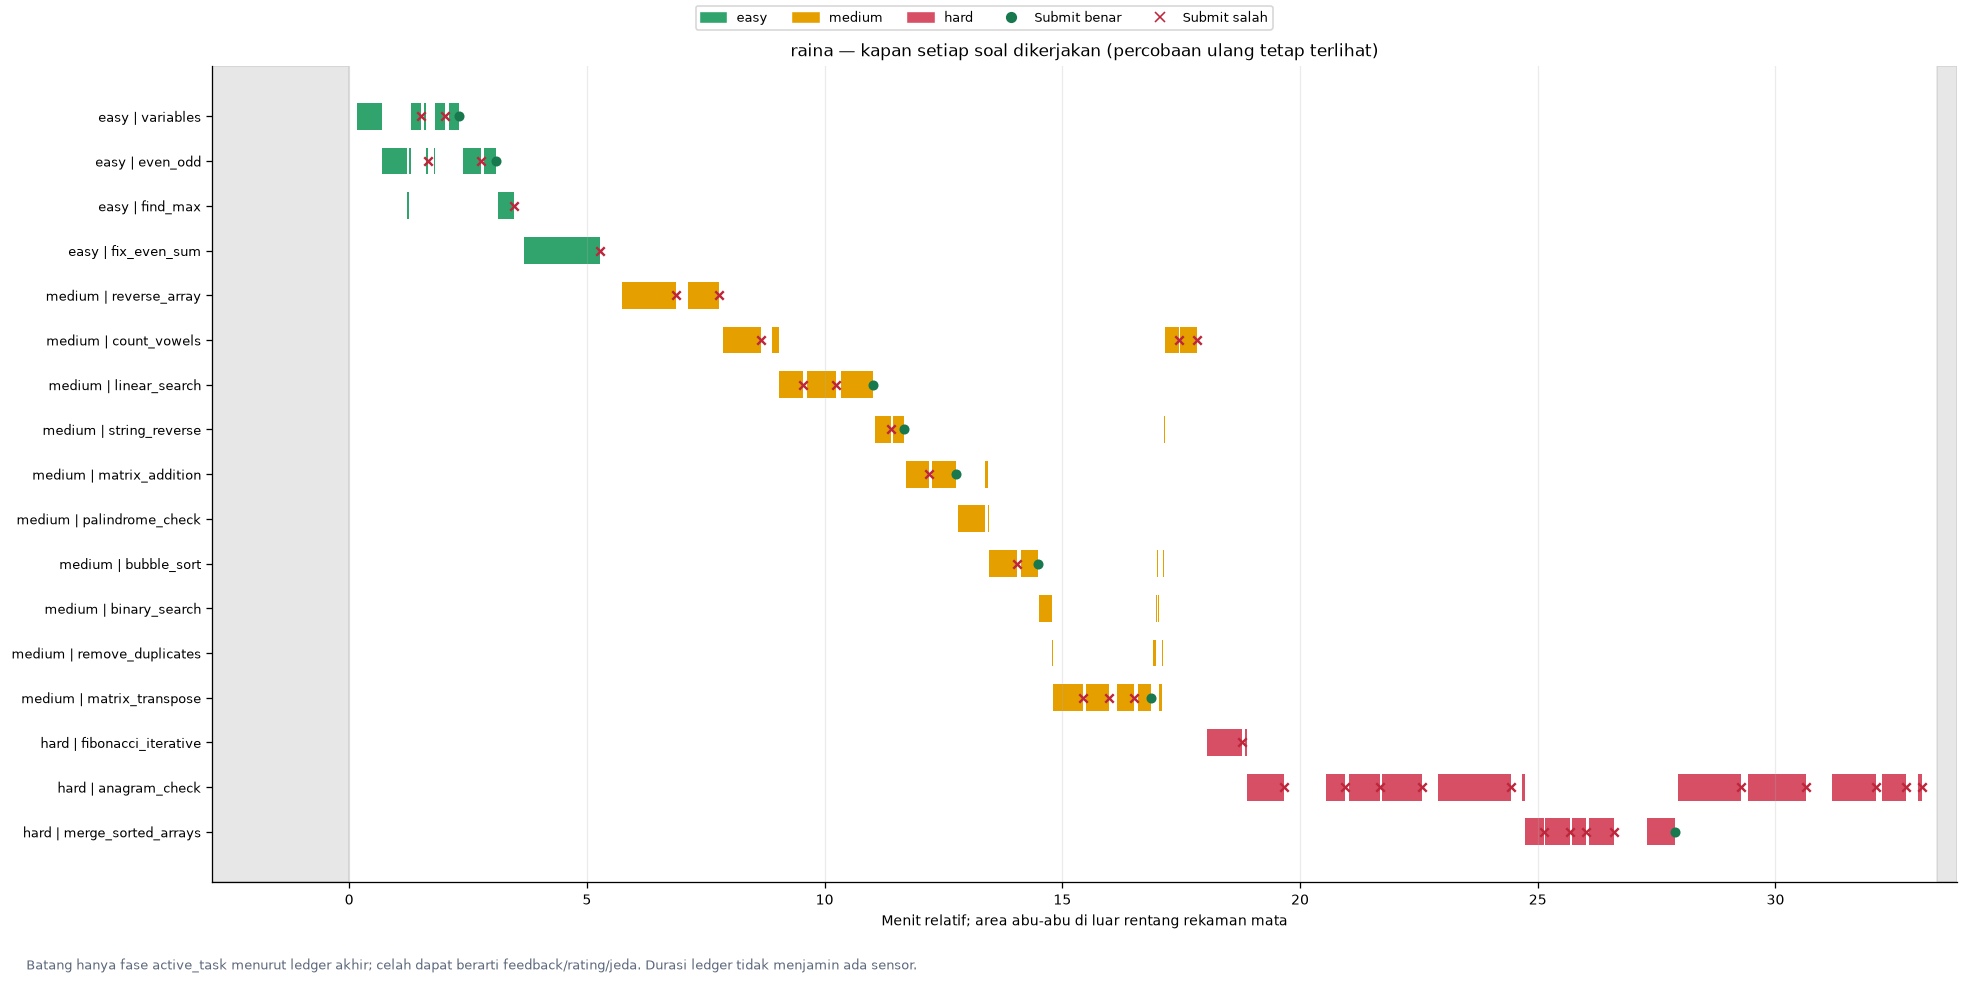 easy medium hard Submit benar Submit salah
raina — kapan setiap soal dikerjakan (percobaan ulang tetap terlihat)
easy | variables
easy | even_odd
easy | find_max
easy | fix_even_sum
medium | reverse_array
medium | count_vowels
medium | linear_search
medium | string_reverse
medium | matrix_addition
medium | palindrome_check
medium | bubble_sort
medium | binary_search
medium | remove_duplicates
medium | matrix_transpose
hard | fibonacci_iterative
hard | anagram_check
hard | merge_sorted_arrays
0 5 10 15 20 25 30
Menit relatif; area abu-abu di luar rentang rekaman mata
Batang hanya fase active_task menurut ledger akhir; celah dapat berarti feedback/rating/jeda. Durasi ledger tidak menjamin ada sensor.